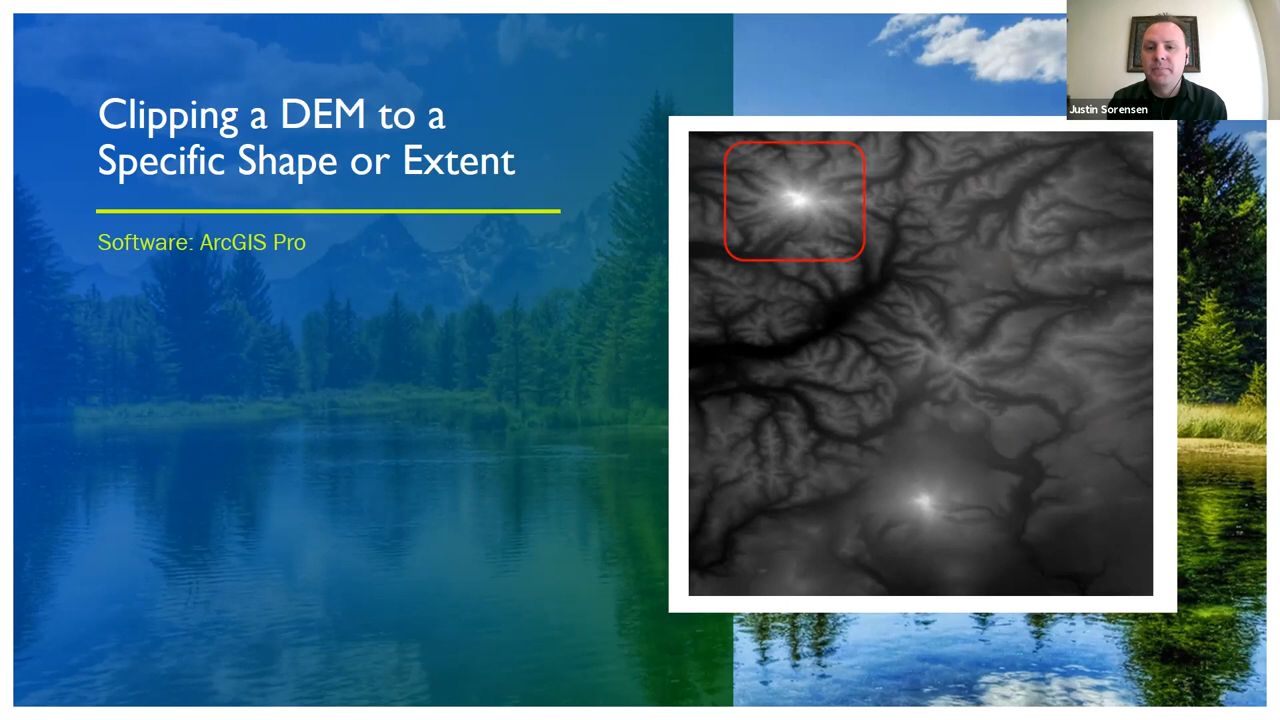 Clipping a DEM to a
Specific Shape or Extent
Software: ArcGIS Pro
Justin Sorensen